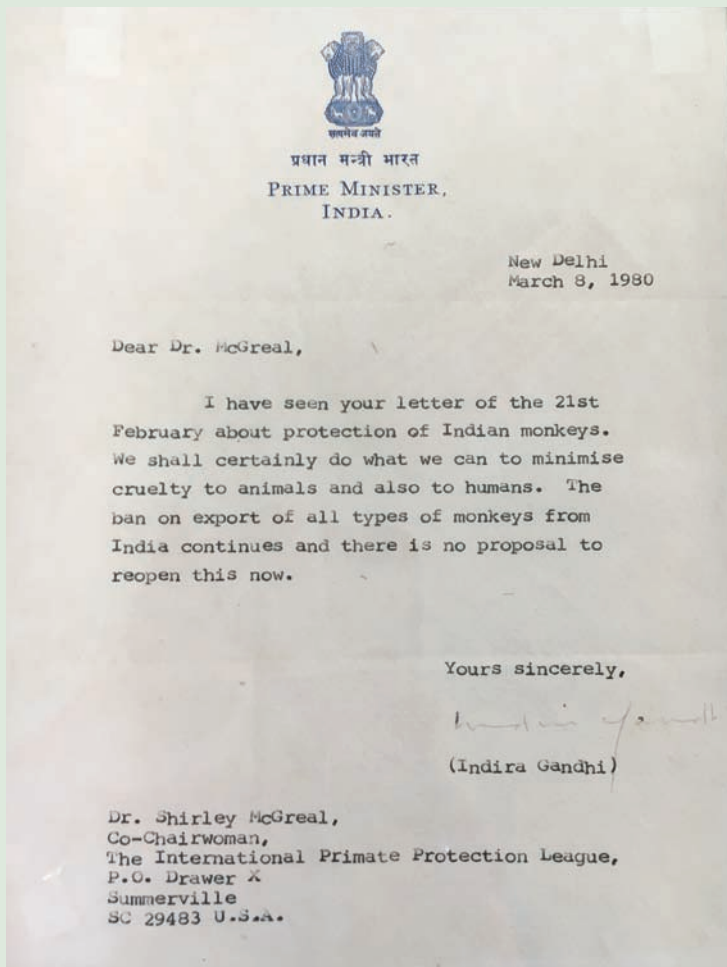 सत्यमेव जयते
प्रधान मन्त्री भारत
PRIME MINISTER,
INDIA.
New Delhi
March 8, 1980
Dear Dr. McGreal,
I have seen your letter of the 21st
February about protection of Indian monkeys.
We shall certainly do what we can to minimise
cruelty to animals and also to humans. The
ban on export of all types of monkeys from
India continues and there is no proposal to
reopen this now.
Yours sincerely,
Indira Gandhi
(Indira Gandhi)
Dr. Shirley McGreal,
Co-Chairwoman,
The International Primate Protection League,
P.O. Drawer X
Summerville
SC 29483 U.S.A.